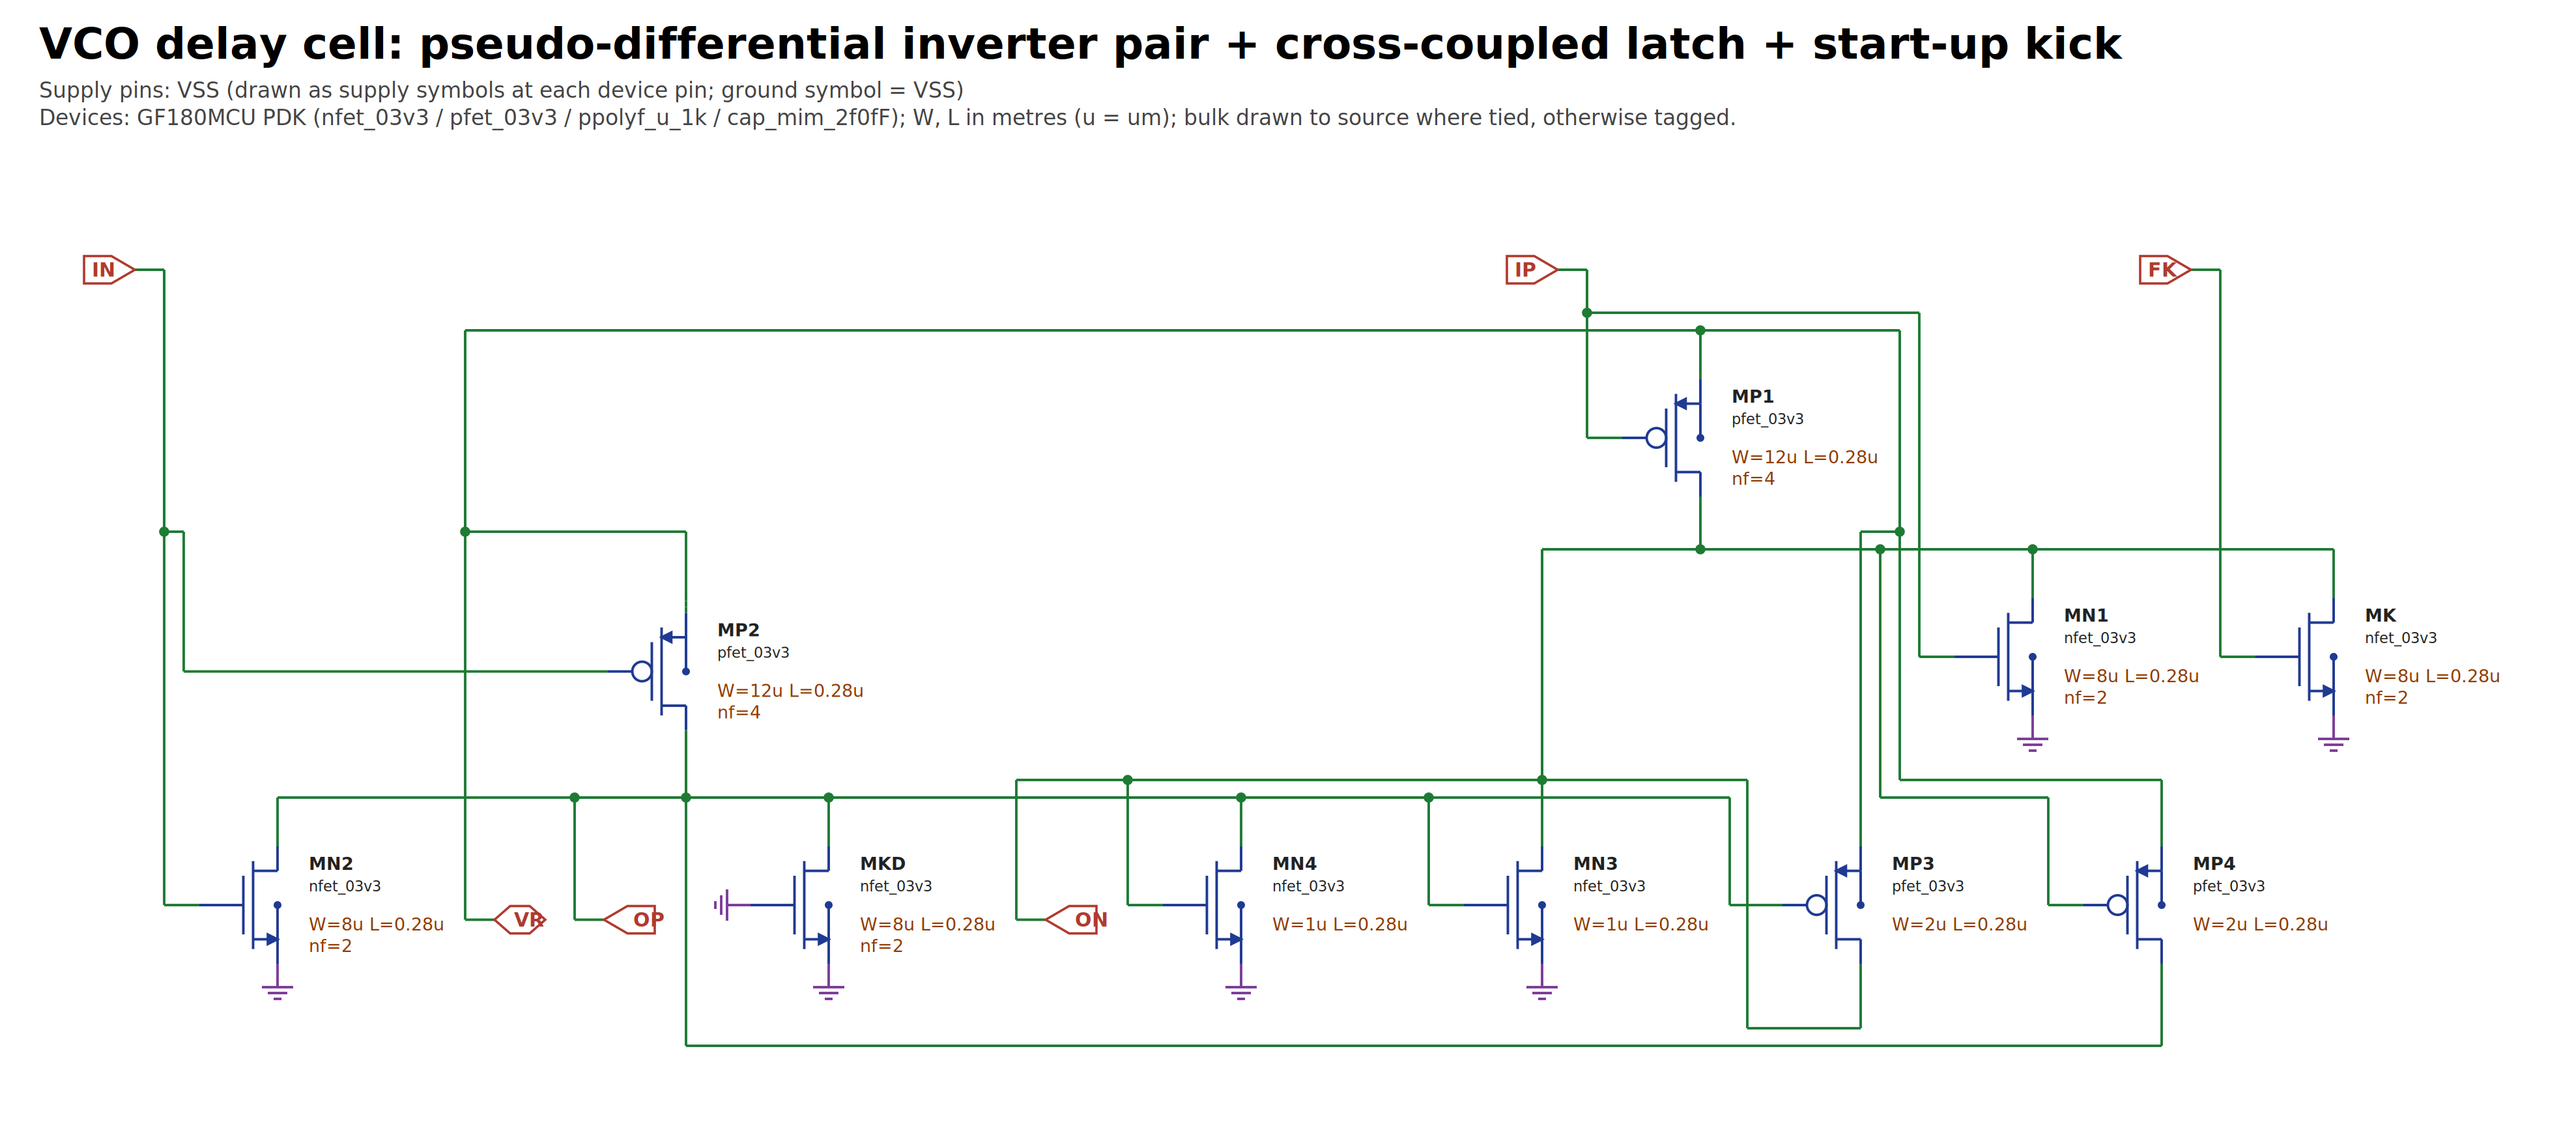 VCO delay cell: pseudo-differential inverter pair + cross-coupled latch + start-up kick
Supply pins: VSS (drawn as supply symbols at each device pin; ground symbol = VSS)
Devices: GF180MCU PDK (nfet_03v3 / pfet_03v3 / ppolyf_u_1k / cap_mim_2f0fF); W, L in metres (u = um); bulk drawn to source where tied, otherwise tagged.
IN
IP
FK
MP1
pfet_03v3
W=12u L=0.28u
nf=4
MP2
pfet_03v3
W=12u L=0.28u
nf=4
MN1
nfet_03v3
W=8u L=0.28u
nf=2
MK
nfet_03v3
W=8u L=0.28u
nf=2
MN2
nfet_03v3
W=8u L=0.28u
nf=2
VR
OP
MKD
nfet_03v3
W=8u L=0.28u
nf=2
ON
MN4
nfet_03v3
W=1u L=0.28u
MN3
nfet_03v3
W=1u L=0.28u
MP3
pfet_03v3
W=2u L=0.28u
MP4
pfet_03v3
W=2u L=0.28u